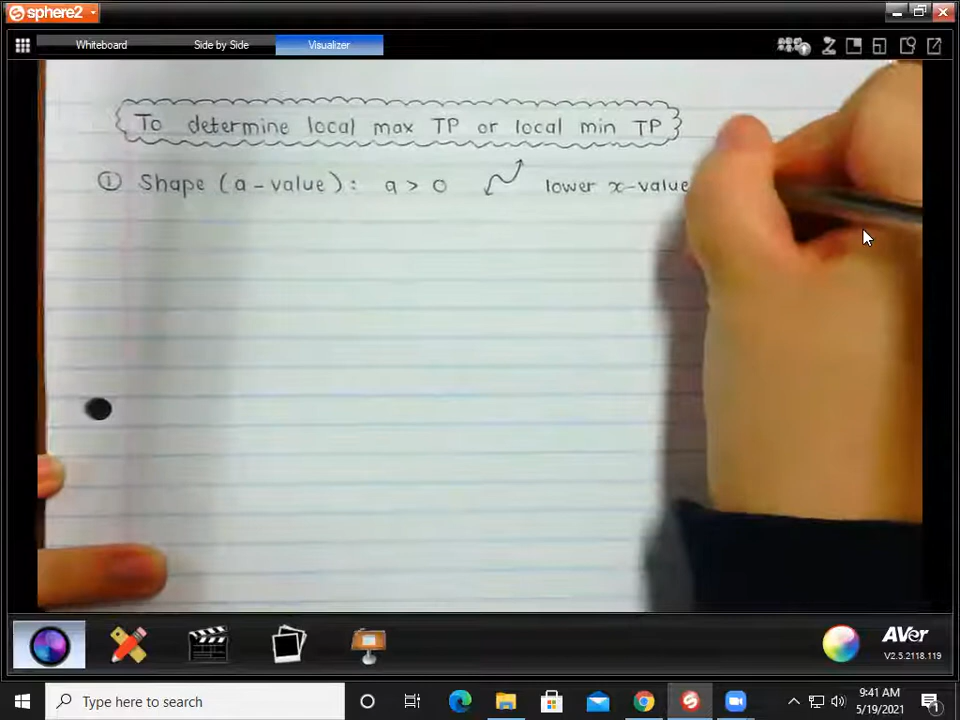 sphere2
Whiteboard
Side by Side
Visualizer
To determine local max TP or local min TP
① Shape (a-value): a > 0 lower x-value
AVer
V2.5.2118.119
Type here to search
9:41 AM
5/19/2021
1